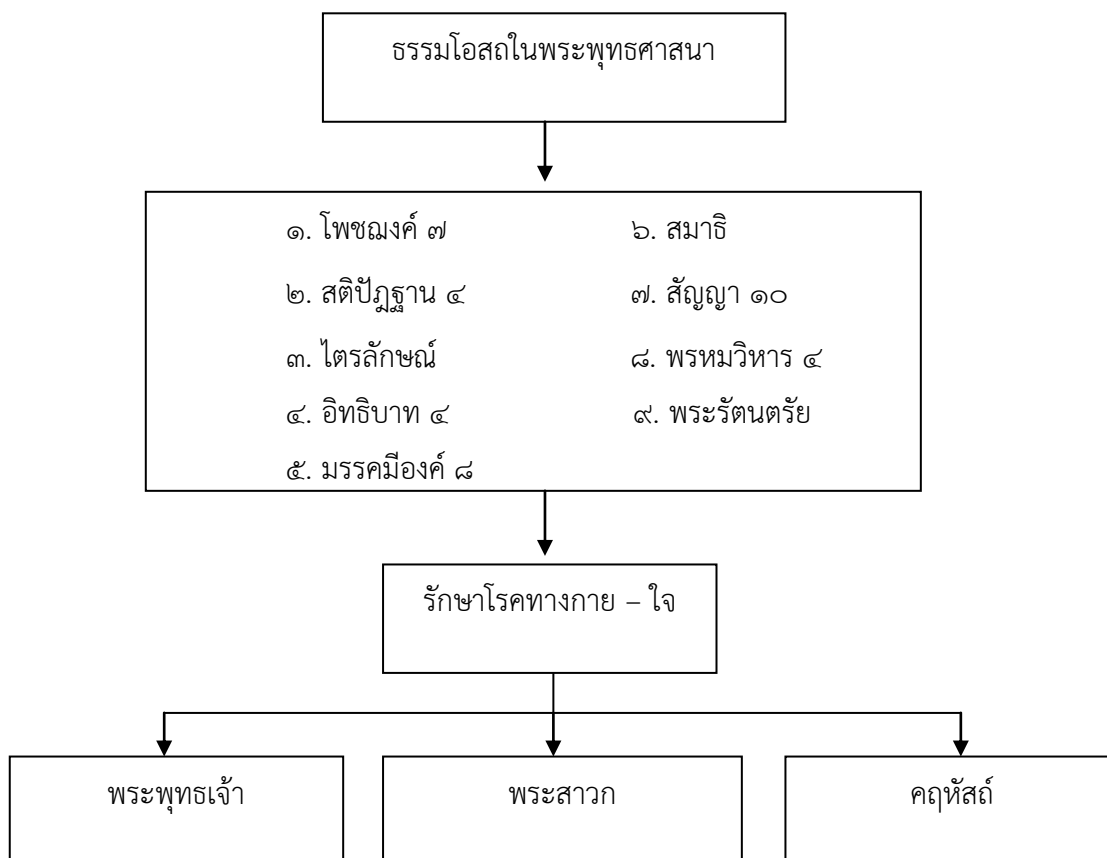 ธรรมโอสถในพระพุทธศาสนา
๑. โพชฌงค์ ๗
๒. สติปัฏฐาน ๔
๓. ไตรลักษณ์
๔. อิทธิบาท ๔
๕. มรรคมีองค์ ๘
๖. สมาธิ
๗. สัญญา ๑๐
๘. พรหมวิหาร ๔
๙. พระรัตนตรัย
รักษาโรคทางกาย – ใจ
พระพุทธเจ้า
พระสาวก
คฤหัสถ์